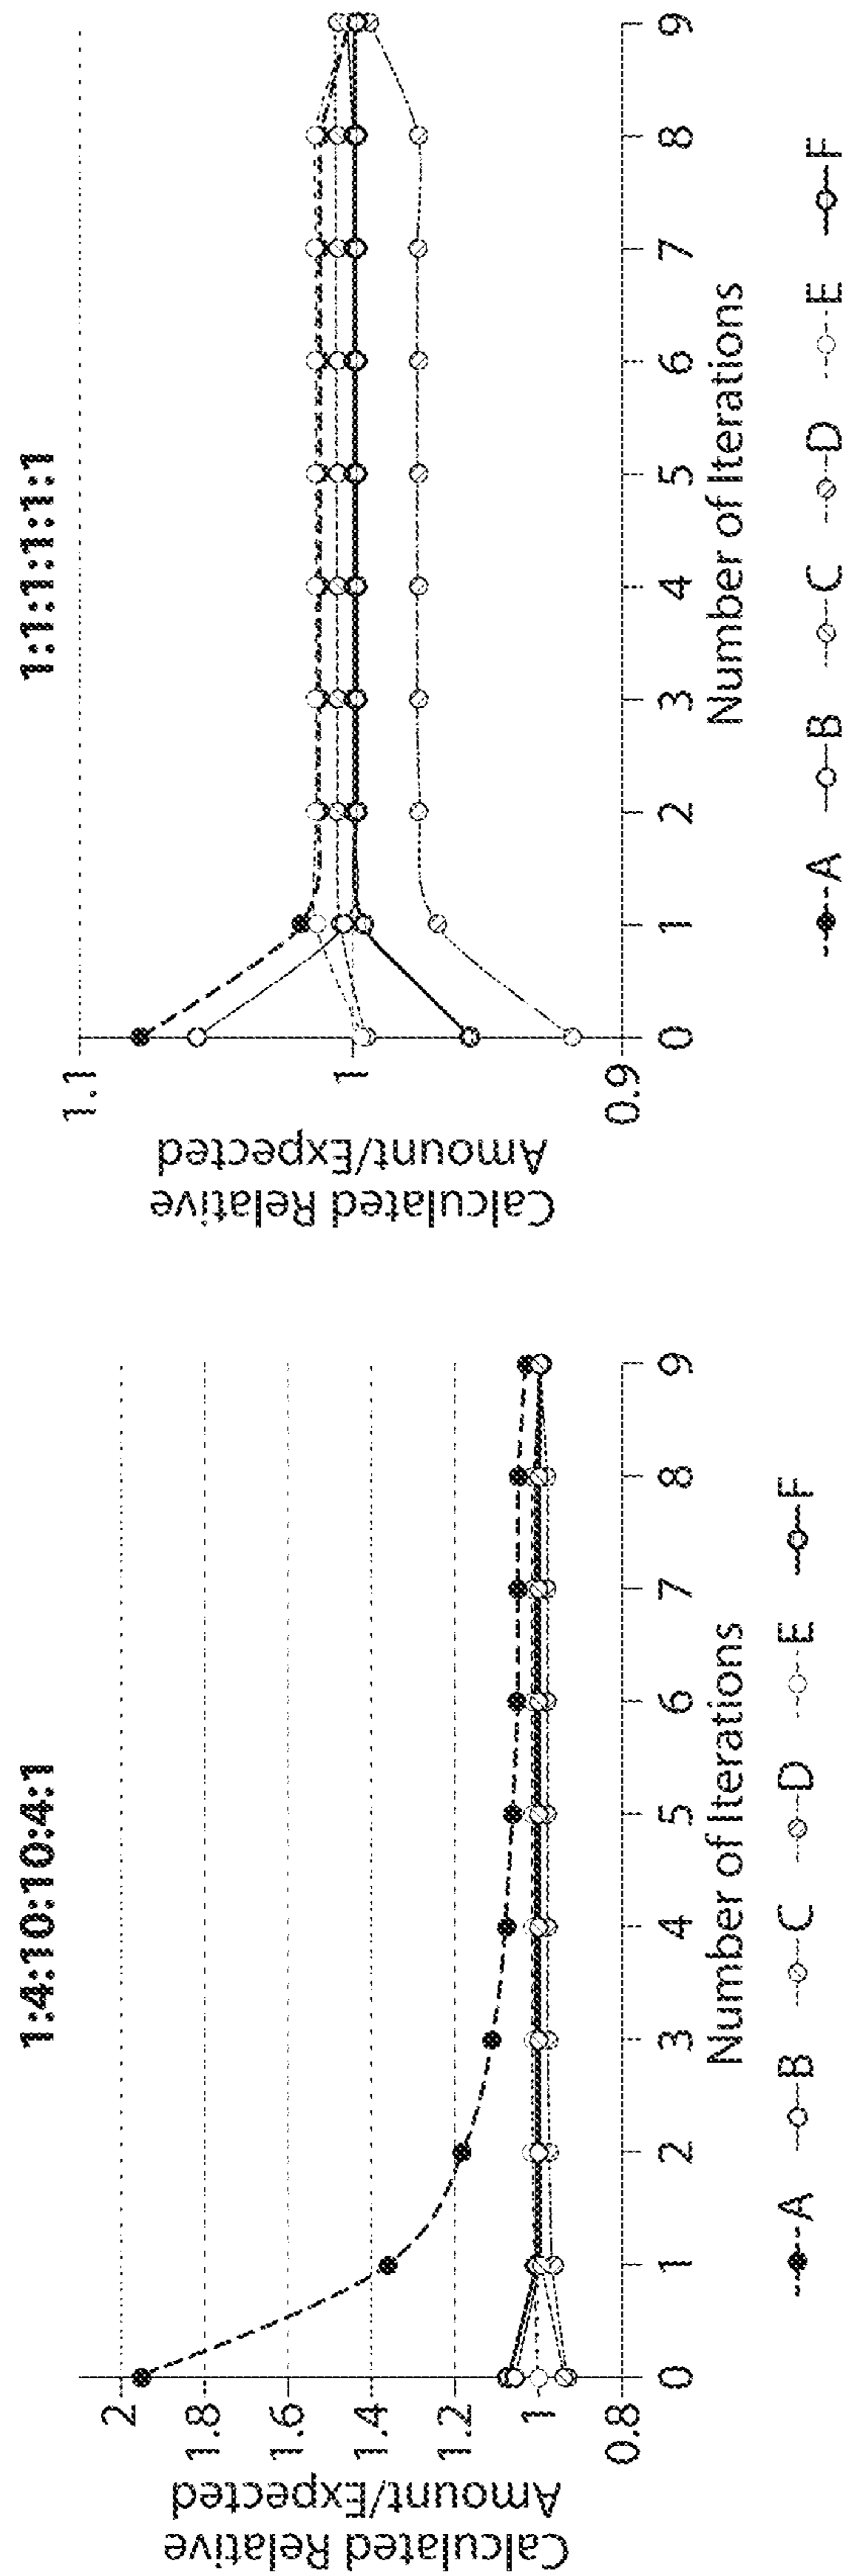 1:4:10:10:4:1
Calculated Relative
Amount/Expected
2
1.8
1.6
1.4
1.2
1
0.8
0 1 2 3 4 5 6 7 8 9
Number of Iterations
A B C D E F
1:1:1:1:1:1
Calculated Relative
Amount/Expected
1.1
1
0.9
0 1 2 3 4 5 6 7 8 9
Number of Iterations
A B C D E F